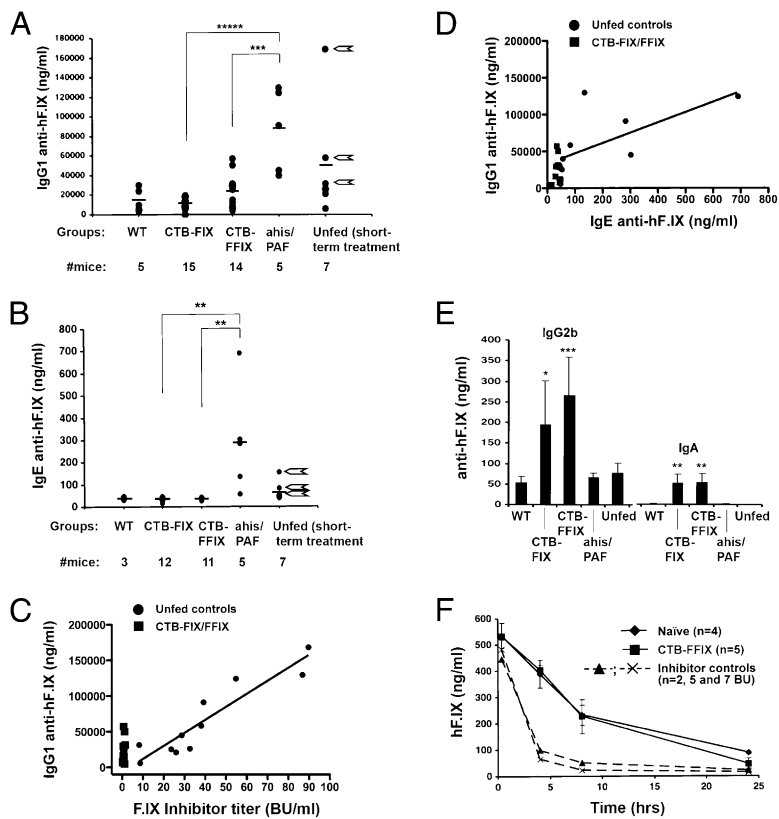 A
*****
***
IgG1 anti-hF.IX (ng/ml)
180000
160000
140000
120000
100000
80000
60000
40000
20000
0
Groups: WT CTB-FIX CTB-FFIX ahis/PAF Unfed (short-term treatment
#mice: 5 15 14 5 7
B
**
**
IgE anti-hF.IX (ng/ml)
800
700
600
500
400
300
200
100
0
Groups: WT CTB-FIX CTB-FFIX ahis/PAF Unfed (short-term treatment
#mice: 3 12 11 5 7
C
Unfed controls
CTB-FIX/FFIX
IgG1 anti-hF.IX (ng/ml)
200000
150000
100000
50000
0
0 10 20 30 40 50 60 70 80 90 100
F.IX Inhibitor titer (BU/ml)
D
Unfed controls
CTB-FIX/FFIX
IgG1 anti-hF.IX (ng/ml)
200000
150000
100000
50000
0
0 100 200 300 400 500 600 700 800
IgE anti-hF.IX (ng/ml)
E
IgG2b
***
*
IgA
** **
anti-hF.IX (ng/ml)
400
350
300
250
200
150
100
50
0
WT CTB-FIX CTB-FFIX ahis/PAF Unfed
WT CTB-FIX CTB-FFIX ahis/PAF Unfed
F
Naïve (n=4)
CTB-FFIX (n=5)
; Inhibitor controls
(n=2, 5 and 7 BU)
hF.IX (ng/ml)
600
500
400
300
200
100
0
0 5 10 15 20 25
Time (hrs)